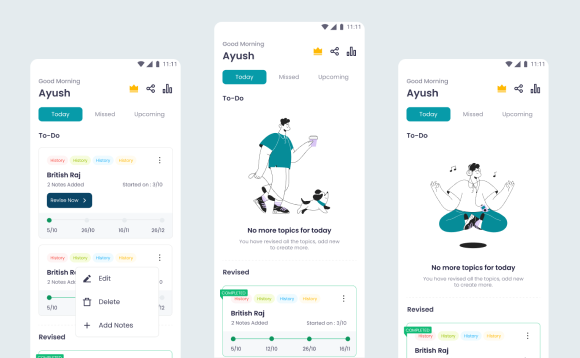 11:11
Good Morning
Ayush
Today Missed Upcoming
To-Do
History History History History
British Raj
2 Notes Added Started on : 3/10
Revise Now
5/10 26/10 16/11 26/12
History History History History
British R
2 Notes Add
5/10 /12
Edit
Delete
Add Notes
Revised
11:11
Good Morning
Ayush
Today Missed Upcoming
To-Do
No more topics for today
You have revised all the topics, add new
to create more.
Revised
COMPLETED
History History History History
British Raj
2 Notes Added Started on : 3/10
5/10 12/10 26/10 16/11
11:11
Good Morning
Ayush
Today Missed Upcoming
To-Do
No more topics for today
You have revised all the topics, add new
to create more.
Revised
COMPLETED
History History History History
British Raj